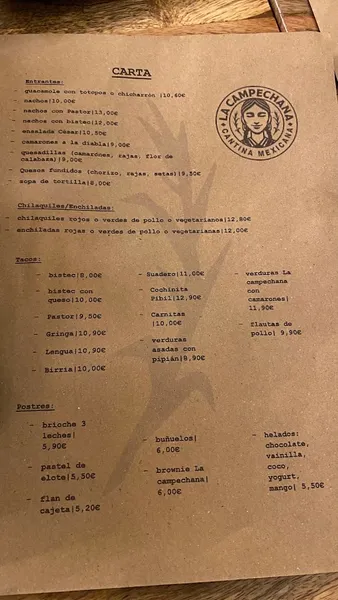 CARTA
LA CAMPECHANA
CANTINA MEXICANA
Entrantes:
- guacamole con totopos o chicharrón |10,60€
- nachos|10,00€
- nachos con Pastor|13,00€
- nachos con bistec|12,50€
- ensalada César|10,50€
- camarones a la diabla|9,00€
- quesadillas (camarones, rajas, flor de
calabaza)|9,00€
- Quesos fundidos (chorizo, rajas, setas)|9,50€
- sopa de tortilla|8,00€
Chilaquiles/Enchiladas:
- chilaquiles rojos o verdes de pollo o vegetarianos|12,80€
- enchiladas rojas o verdes de pollo o vegetarianas|12,00€
Tacos:
- bistec|8,00€
- bistec con
queso|10,00€
- Pastor|9,50€
- Gringa|10,90€
- Lengua|10,90€
- Birria|10,00€
- Suadero|11,00€
- Cochinita
Pibil|12,90€
- Carnitas
|10,00€
- verduras
asadas con
pipián|8,90€
- verduras La
campechana
con
camarones|
11,90€
- flautas de
pollo| 9,90€
Postres:
- brioche 3
leches|
5,90€
- pastel de
elote|5,50€
- flan de
cajeta|5,20€
- buñuelos|
6,00€
- brownie La
campechana|
6,00€
- helados:
chocolate,
vainilla,
coco,
yogurt,
mango| 5,50€